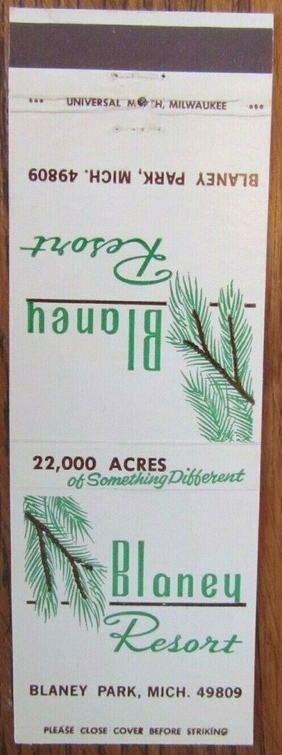 UNIVERSAL MATCH, MILWAUKEE
BLANEY PARK, MICH. 49809
Resort
Blaney
22,000 ACRES
of Something Different
Blaney
Resort
BLANEY PARK, MICH. 49809
PLEASE CLOSE COVER BEFORE STRIKING